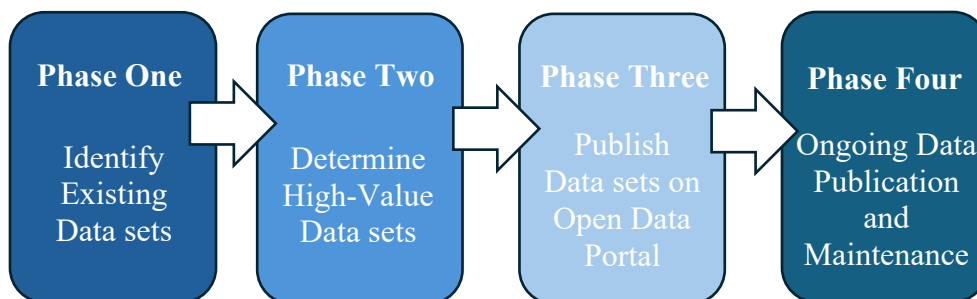 Phase One
Identify
Existing
Data sets
Phase Two
Determine
High-Value
Data sets
Phase Three
Publish
Data sets on
Open Data
Portal
Phase Four
Ongoing Data
Publication
and
Maintenance